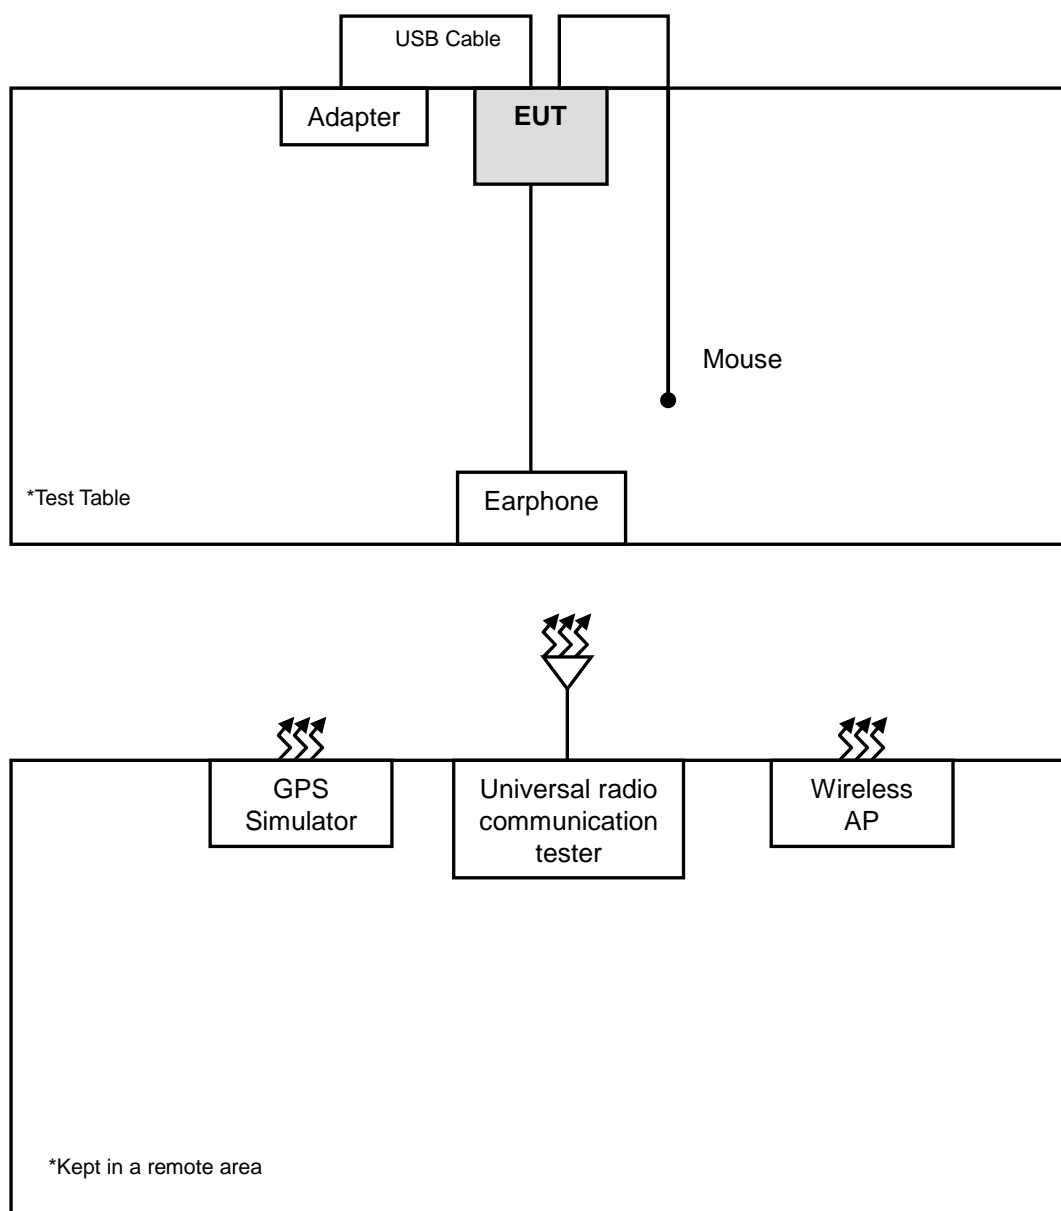 USB Cable
Adapter
EUT
Mouse
*Test Table
Earphone
GPS
Simulator
Universal radio
communication
tester
Wireless
AP
*Kept in a remote area